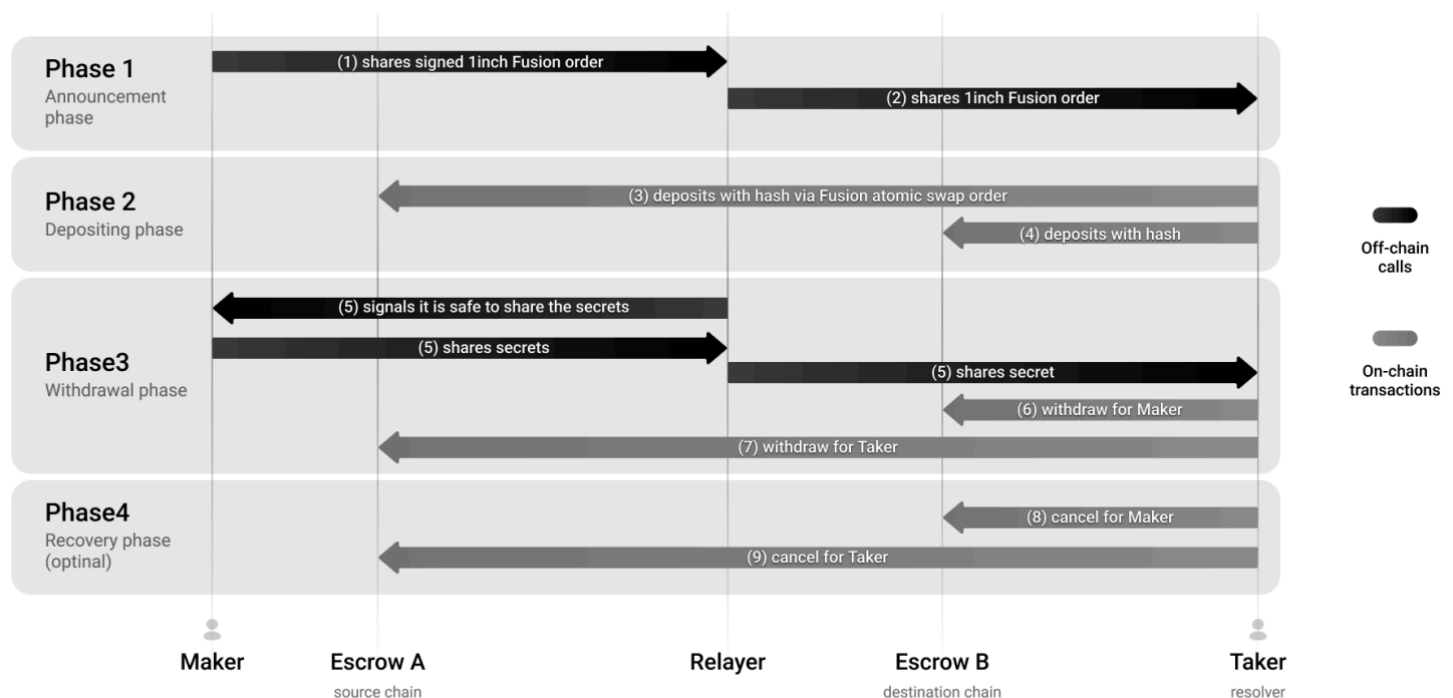 Phase 1
Announcement
phase
(1) shares signed 1inch Fusion order
(2) shares 1inch Fusion order
Phase 2
Depositing phase
(3) deposits with hash via Fusion atomic swap order
(4) deposits with hash
Off-chain
calls
Phase3
Withdrawal phase
(5) signals it is safe to share the secrets
(5) shares secrets
(5) shares secret
(6) withdraw for Maker
(7) withdraw for Taker
On-chain
transactions
Phase4
Recovery phase
(optinal)
(8) cancel for Maker
(9) cancel for Taker
Maker
Escrow A
source chain
Relayer
Escrow B
destination chain
Taker
resolver